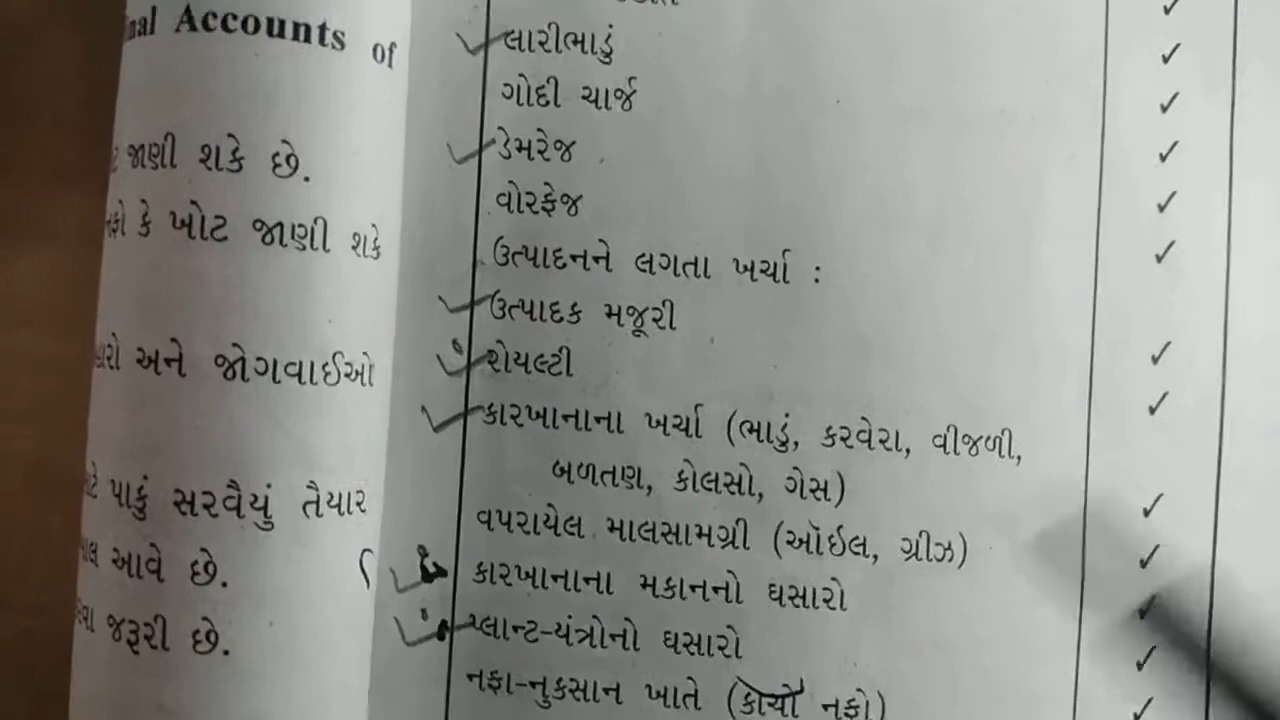 Accounts of
જાણી શકે છે.
કે ખોટ જાણી શકે
અને જોગવાઈઓ
પાકું સરવૈયું તૈયાર
આવે છે.
જરૂરી છે.
લારીભાડું
ગોદી ચાર્જ
ડેમરેજ
વોરફેજ
ઉત્પાદનને લગતા ખર્ચા :
ઉત્પાદક મજૂરી
રોયલ્ટી
કારખાનાના ખર્ચા (ભાડું, કરવેરા, વીજળી,
બળતણ, કોલસો, ગેસ)
વપરાયેલ માલસામગ્રી (ઑઇલ, ગ્રીઝ)
કારખાનાના મકાનનો ઘસારો
પ્લાન્ટ-યંત્રોનો ઘસારો
નફા-નુકસાન ખાતે (કાચો નફો)